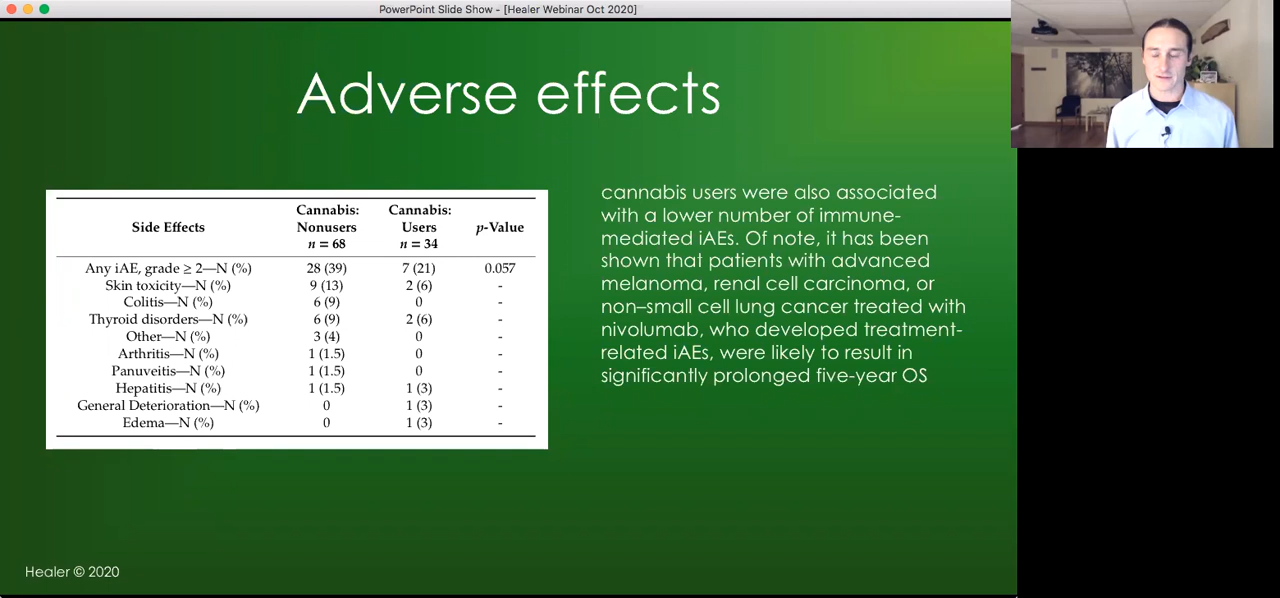 PowerPoint Slide Show - [Healer Webinar Oct 2020]
Adverse effects
Side Effects Cannabis: Nonusers n = 68 Cannabis: Users n = 34 p-Value
Any iAE, grade ≥ 2—N (%) 28 (39) 7 (21) 0.057
Skin toxicity—N (%) 9 (13) 2 (6) -
Colitis—N (%) 6 (9) 0 -
Thyroid disorders—N (%) 6 (9) 2 (6) -
Other—N (%) 3 (4) 0 -
Arthritis—N (%) 1 (1.5) 0 -
Panuveitis—N (%) 1 (1.5) 0 -
Hepatitis—N (%) 1 (1.5) 1 (3) -
General Deterioration—N (%) 0 1 (3) -
Edema—N (%) 0 1 (3) -
cannabis users were also associated
with a lower number of immune-
mediated iAEs. Of note, it has been
shown that patients with advanced
melanoma, renal cell carcinoma, or
non–small cell lung cancer treated with
nivolumab, who developed treatment-
related iAEs, were likely to result in
significantly prolonged five-year OS
Healer © 2020